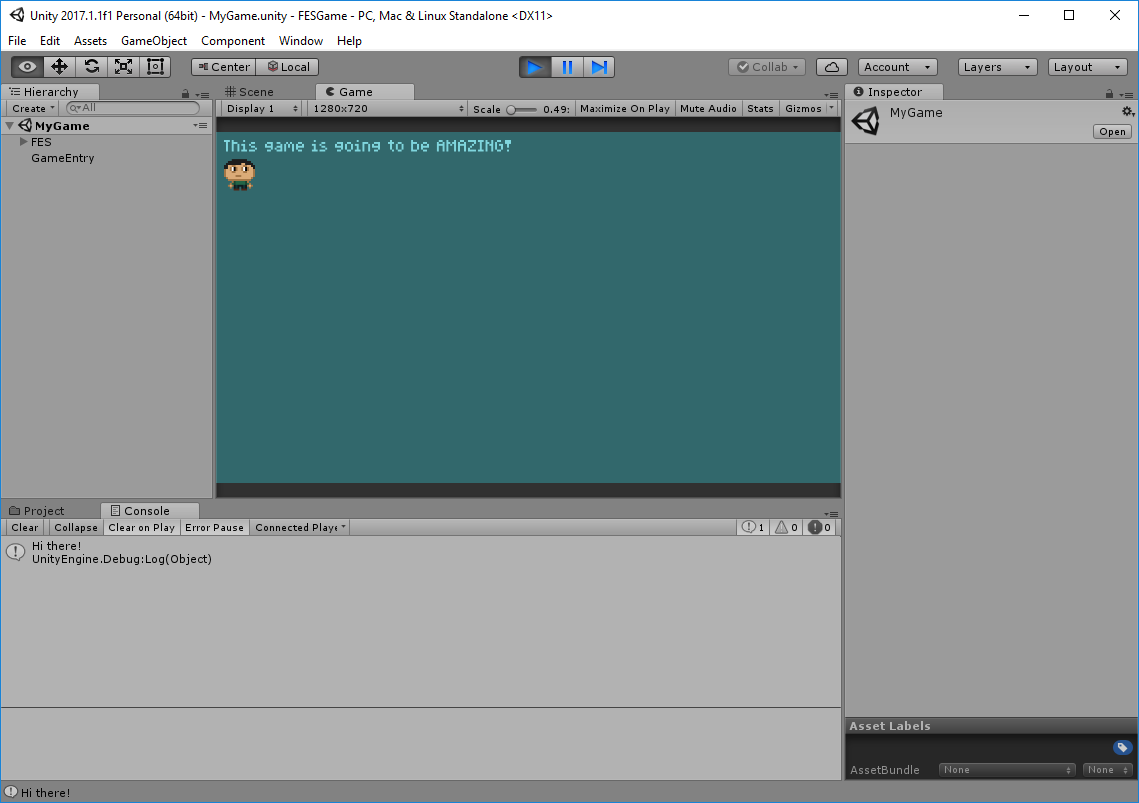 Unity 2017.1.1f1 Personal (64bit) - MyGame.unity - FESGame - PC, Mac & Linux Standalone <DX11>
File Edit Assets GameObject Component Window Help
Center Local Collab Account Layers Layout
Hierarchy
Create All
MyGame
FES
GameEntry
Scene Game
Display 1 1280x720 Scale 0.49: Maximize On Play Mute Audio Stats Gizmos
This game is going to be AMAZING!
Inspector
MyGame
Open
Project Console
Clear Collapse Clear on Play Error Pause Connected Playe 1 0 0
Hi there!
UnityEngine.Debug:Log(Object)
Asset Labels
AssetBundle None None
Hi there!